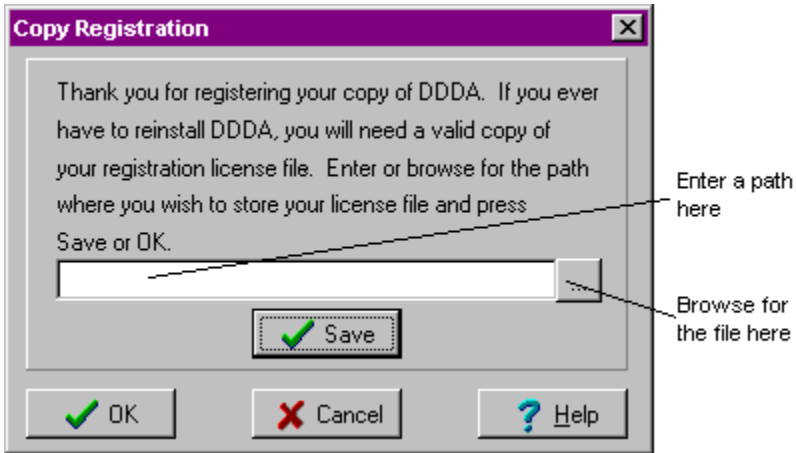 Copy Registration
Thank you for registering your copy of DDDA. If you ever
have to reinstall DDDA, you will need a valid copy of
your registration license file. Enter or browse for the path
where you wish to store your license file and press
Save or OK.
...
Save
OK
Cancel
Help
Enter a path
here
Browse for
the file here